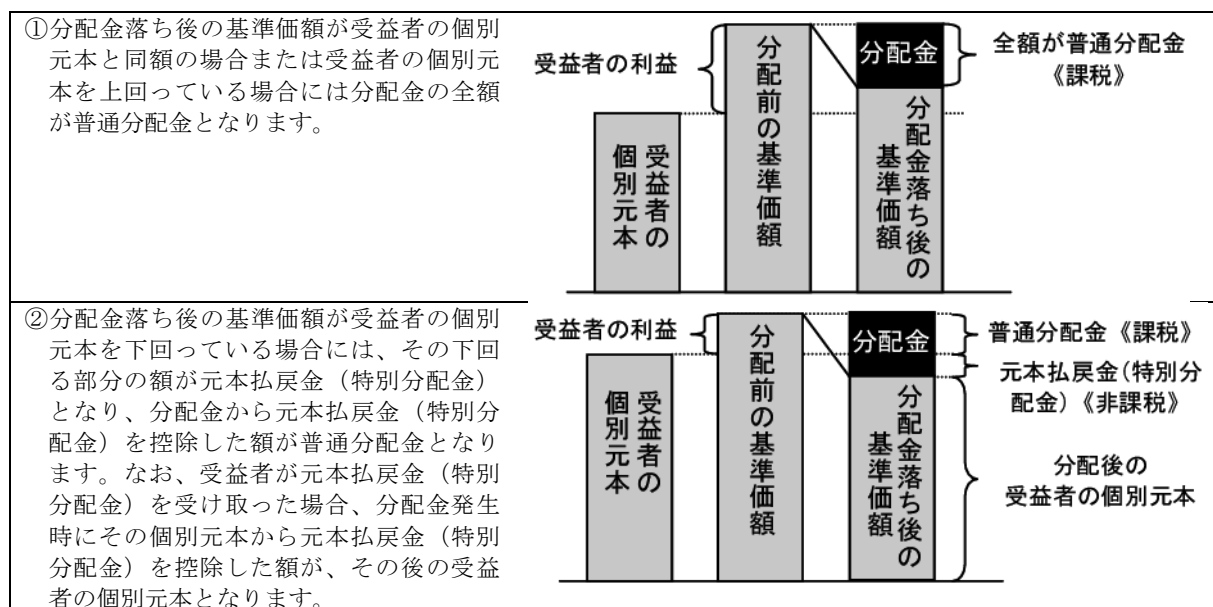 ①分配金落ち後の基準価額が受益者の個別
元本と同額の場合または受益者の個別元
本を上回っている場合には分配金の全額
が普通分配金となります。
受益者の利益
受益者の
個別元本
分配前の基準価額
分配金
分配金落ち後の
基準価額
全額が普通分配金
《課税》
②分配金落ち後の基準価額が受益者の個別
元本を下回っている場合には、その下回
る部分の額が元本払戻金（特別分配金）
となり、分配金から元本払戻金（特別分
配金）を控除した額が普通分配金となり
ます。なお、受益者が元本払戻金（特別
分配金）を受け取った場合、分配金発生
時にその個別元本から元本払戻金（特別
分配金）を控除した額が、その後の受益
者の個別元本となります。
受益者の利益
受益者の
個別元本
分配前の基準価額
分配金
分配金落ち後の
基準価額
普通分配金《課税》
元本払戻金(特別分
配金)《非課税》
分配後の
受益者の個別元本